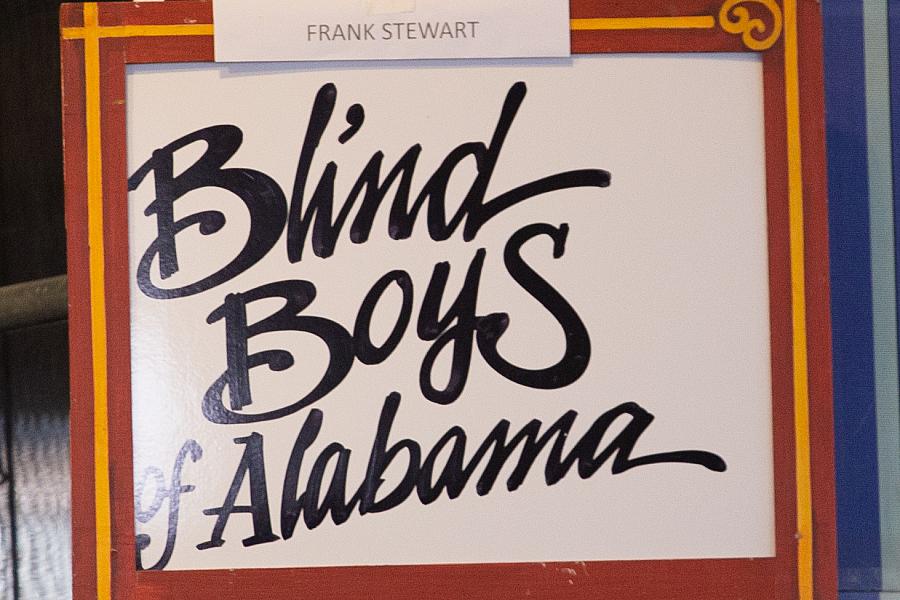 FRANK STEWART
Blind
BoyS
of Alabama